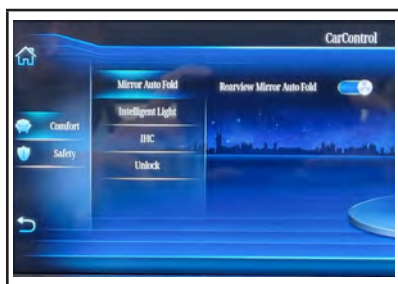 CarControl
Mirror Auto Fold
Rearview Mirror Auto Fold
Intelligent Light
Comfort
IHC
Safety
Unlock